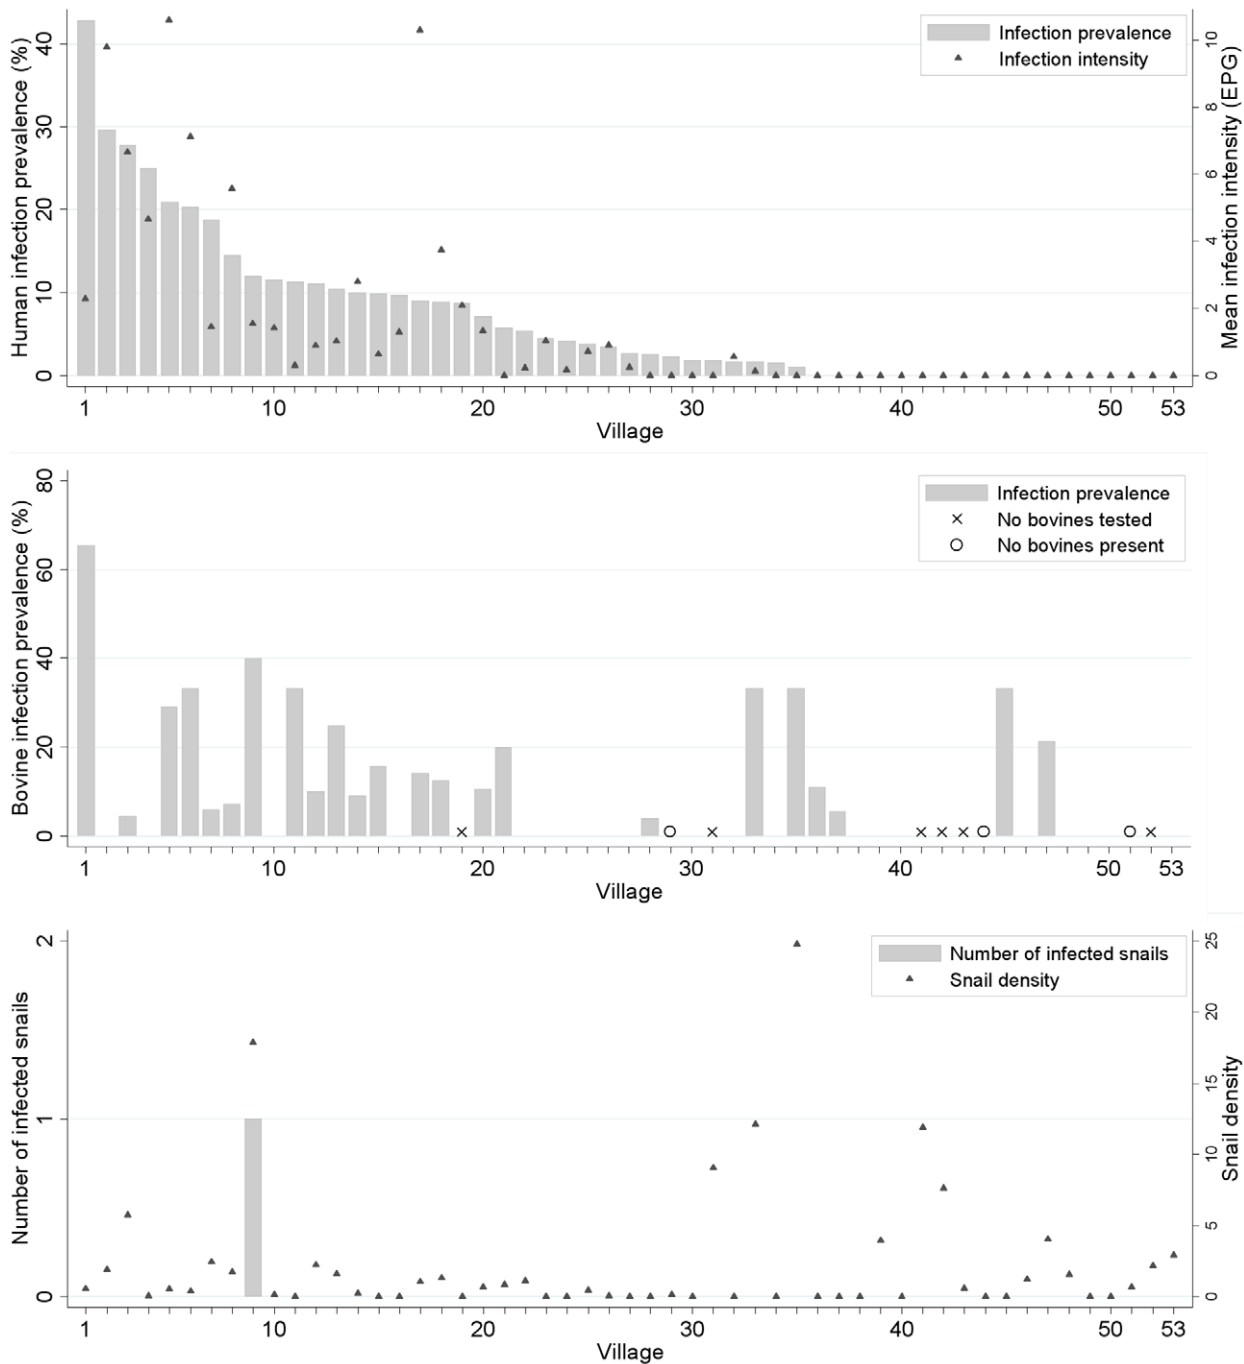 Human infection prevalence (%)
40
30
20
10
0
Infection prevalence
Infection intensity
10
8
6
4
2
0
Mean infection intensity (EPG)
1 10 20 30 40 50 53
Village
Bovine infection prevalence (%)
80
60
40
20
0
Infection prevalence
No bovines tested
No bovines present
1 10 20 30 40 50 53
Village
Number of infected snails
2
1
0
Number of infected snails
Snail density
25
20
15
10
5
0
Snail density
1 10 20 30 40 50 53
Village